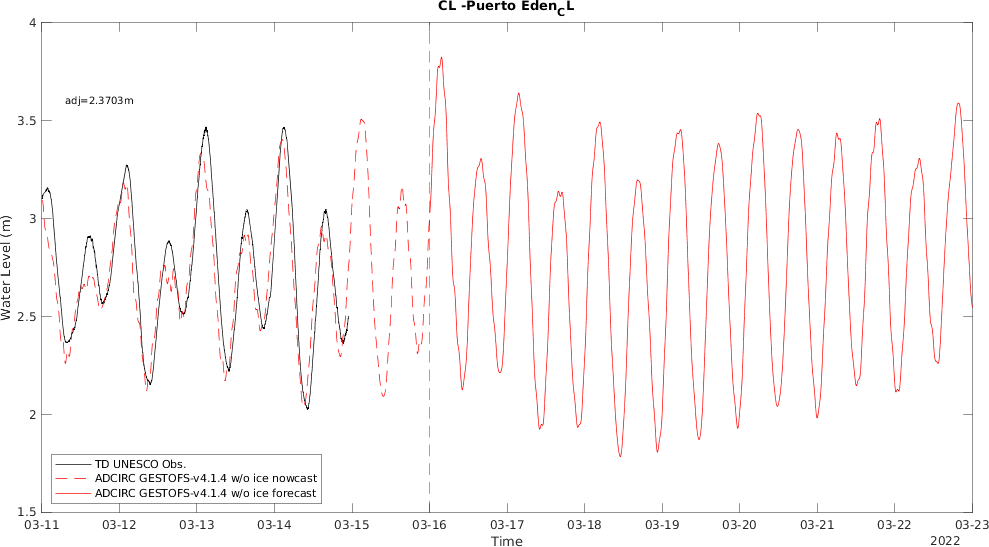 CL -Puerto Eden_CL
4
adj=2.3703m
3.5
3
2.5
2
1.5
Water Level (m)
TD UNESCO Obs.
ADCIRC GESTOFS-v4.1.4 w/o ice nowcast
ADCIRC GESTOFS-v4.1.4 w/o ice forecast
03-11 03-12 03-13 03-14 03-15 03-16 03-17 03-18 03-19 03-20 03-21 03-22 03-23
Time
2022